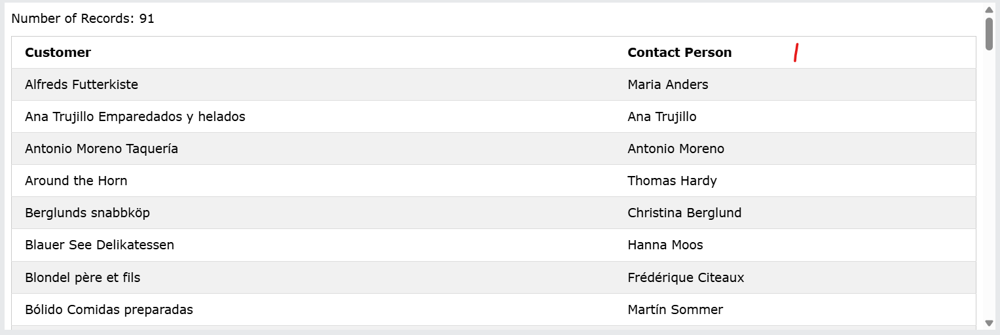 Number of Records: 91
Customer Contact Person
Alfreds Futterkiste Maria Anders
Ana Trujillo Emparedados y helados Ana Trujillo
Antonio Moreno Taquería Antonio Moreno
Around the Horn Thomas Hardy
Berglunds snabbköp Christina Berglund
Blauer See Delikatessen Hanna Moos
Blondel père et fils Frédérique Citeaux
Bólido Comidas preparadas Martín Sommer